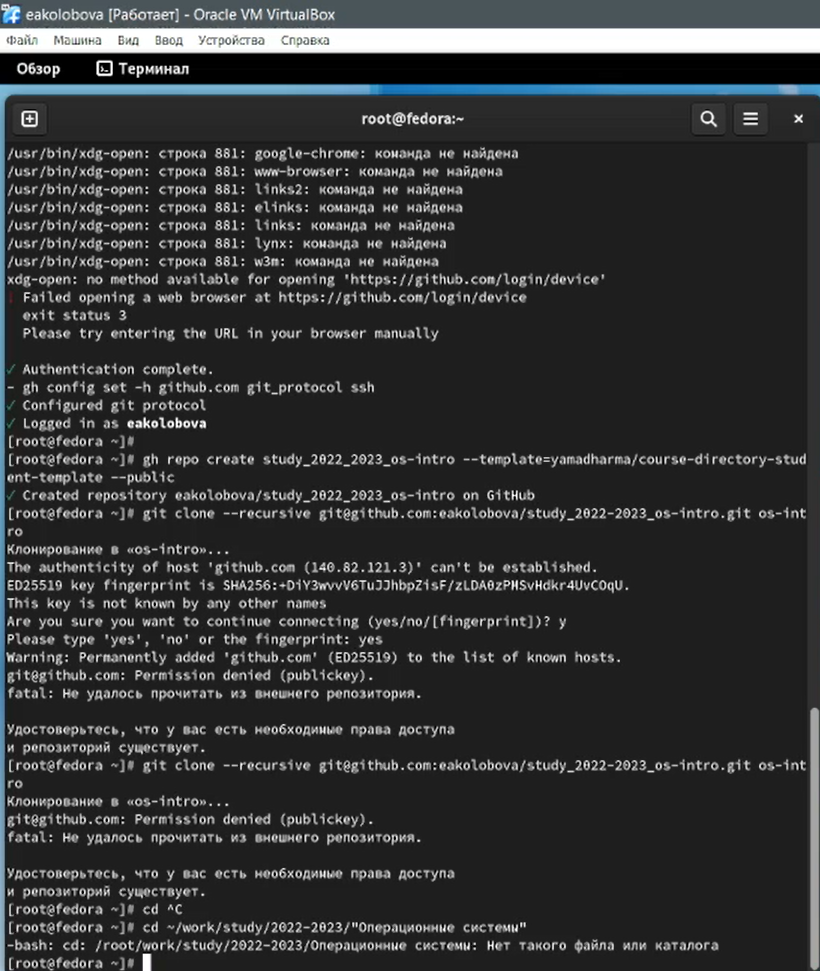 eakolobova [Работает] - Oracle VM VirtualBox
Файл Машина Вид Ввод Устройства Справка
Обзор Терминал
root@fedora:~
/usr/bin/xdg-open: строка 881: google-chrome: команда не найдена
/usr/bin/xdg-open: строка 881: www-browser: команда не найдена
/usr/bin/xdg-open: строка 881: links2: команда не найдена
/usr/bin/xdg-open: строка 881: elinks: команда не найдена
/usr/bin/xdg-open: строка 881: links: команда не найдена
/usr/bin/xdg-open: строка 881: lynx: команда не найдена
/usr/bin/xdg-open: строка 881: w3m: команда не найдена
xdg-open: no method available for opening 'https://github.com/login/device'
! Failed opening a web browser at https://github.com/login/device
exit status 3
Please try entering the URL in your browser manually
✓ Authentication complete.
- gh config set -h github.com git_protocol ssh
✓ Configured git protocol
✓ Logged in as eakolobova
[root@fedora ~]#
[root@fedora ~]# gh repo create study_2022_2023_os-intro --template=yamadharma/course-directory-stud
ent-template --public
✓ Created repository eakolobova/study_2022_2023_os-intro on GitHub
[root@fedora ~]# git clone --recursive git@github.com:eakolobova/study_2022-2023_os-intro.git os-int
ro
Клонирование в «os-intro»...
The authenticity of host 'github.com (140.82.121.3)' can't be established.
ED25519 key fingerprint is SHA256:+DiY3wvvV6TuJJhbpZisF/zLDA0zPMSvHdkr4UvCOqU.
This key is not known by any other names
Are you sure you want to continue connecting (yes/no/[fingerprint])? y
Please type 'yes', 'no' or the fingerprint: yes
Warning: Permanently added 'github.com' (ED25519) to the list of known hosts.
git@github.com: Permission denied (publickey).
fatal: Не удалось прочитать из внешнего репозитория.
Удостоверьтесь, что у вас есть необходимые права доступа
и репозиторий существует.
[root@fedora ~]# git clone --recursive git@github.com:eakolobova/study_2022-2023_os-intro.git os-int
ro
Клонирование в «os-intro»...
git@github.com: Permission denied (publickey).
fatal: Не удалось прочитать из внешнего репозитория.
Удостоверьтесь, что у вас есть необходимые права доступа
и репозиторий существует.
[root@fedora ~]# cd ^C
[root@fedora ~]# cd ~/work/study/2022-2023/"Операционные системы"
-bash: cd: /root/work/study/2022-2023/Операционные системы: Нет такого файла или каталога
[root@fedora ~]#